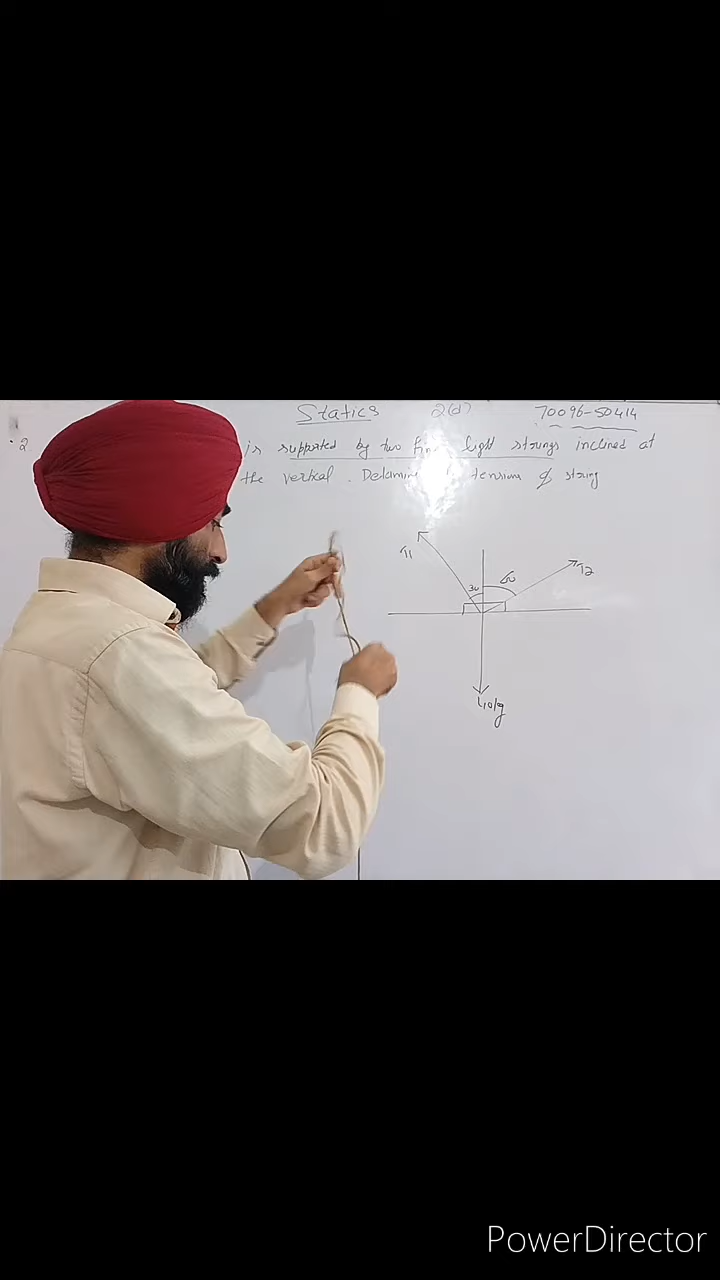 Statics 2(d) 70096-50414
2. is supported by two fine light strings inclined at
the vertical. Determine tension of string
T1
30
60
T2
PowerDirector